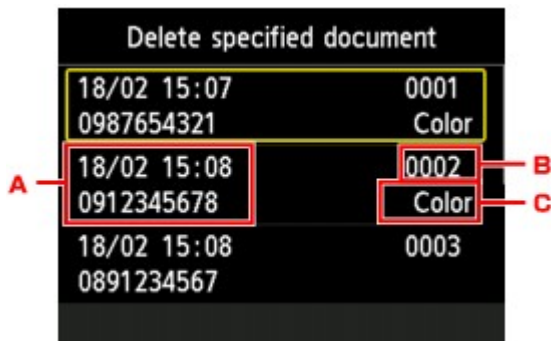 Delete specified document
18/02 15:07 0001
0987654321 Color
18/02 15:08 0002
0912345678 Color
18/02 15:08 0003
0891234567
A
B
C